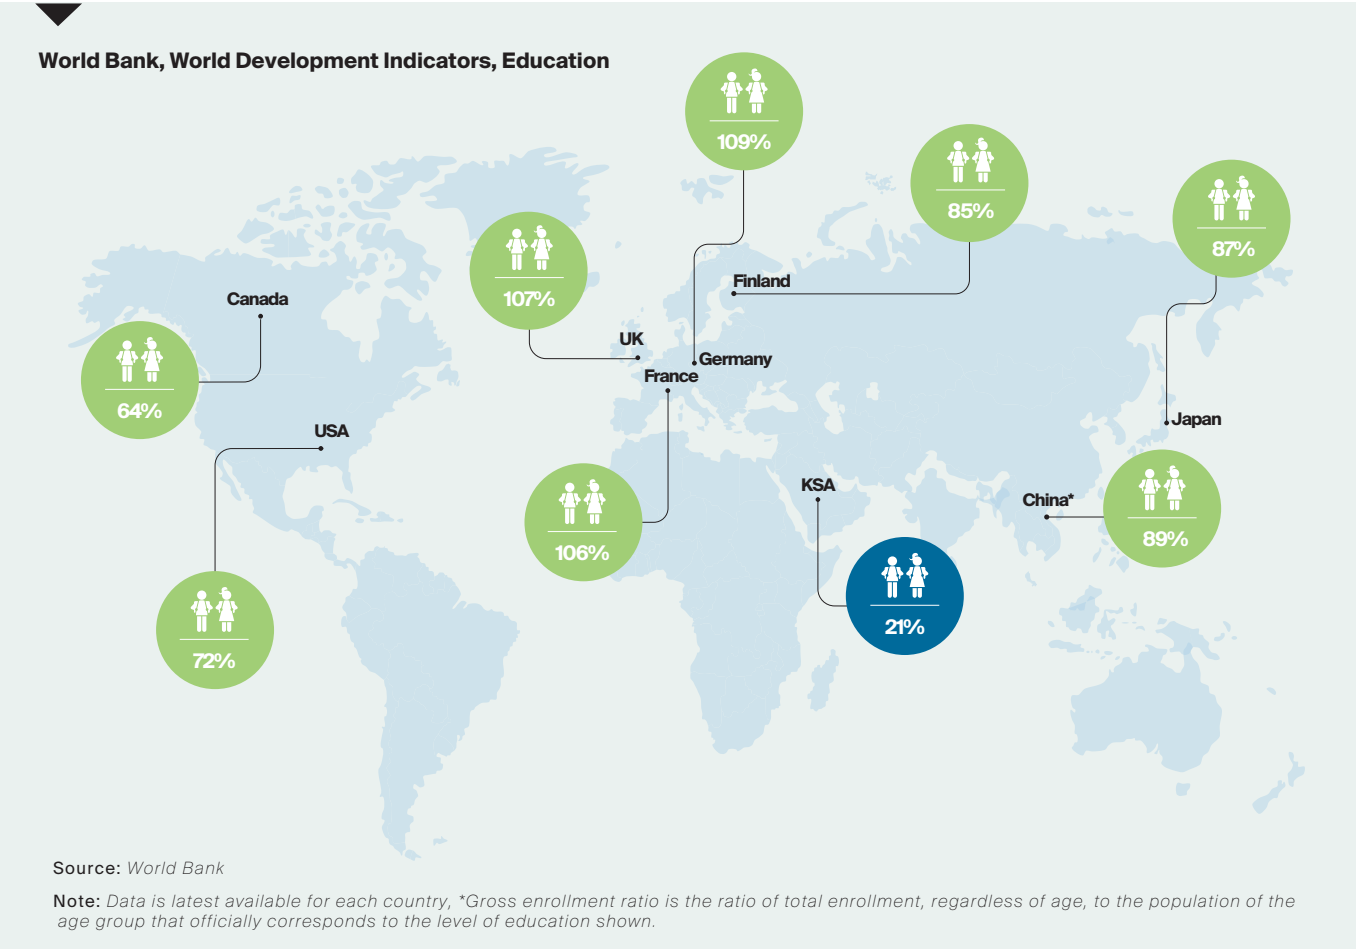 World Bank, World Development Indicators, Education
109%
85%
87%
107%
Finland
Canada
UK
Germany
France
64%
Japan
USA
KSA
China*
106%
89%
21%
72%
Source: World Bank
Note: Data is latest available for each country, *Gross enrollment ratio is the ratio of total enrollment, regardless of age, to the population of the
age group that officially corresponds to the level of education shown.